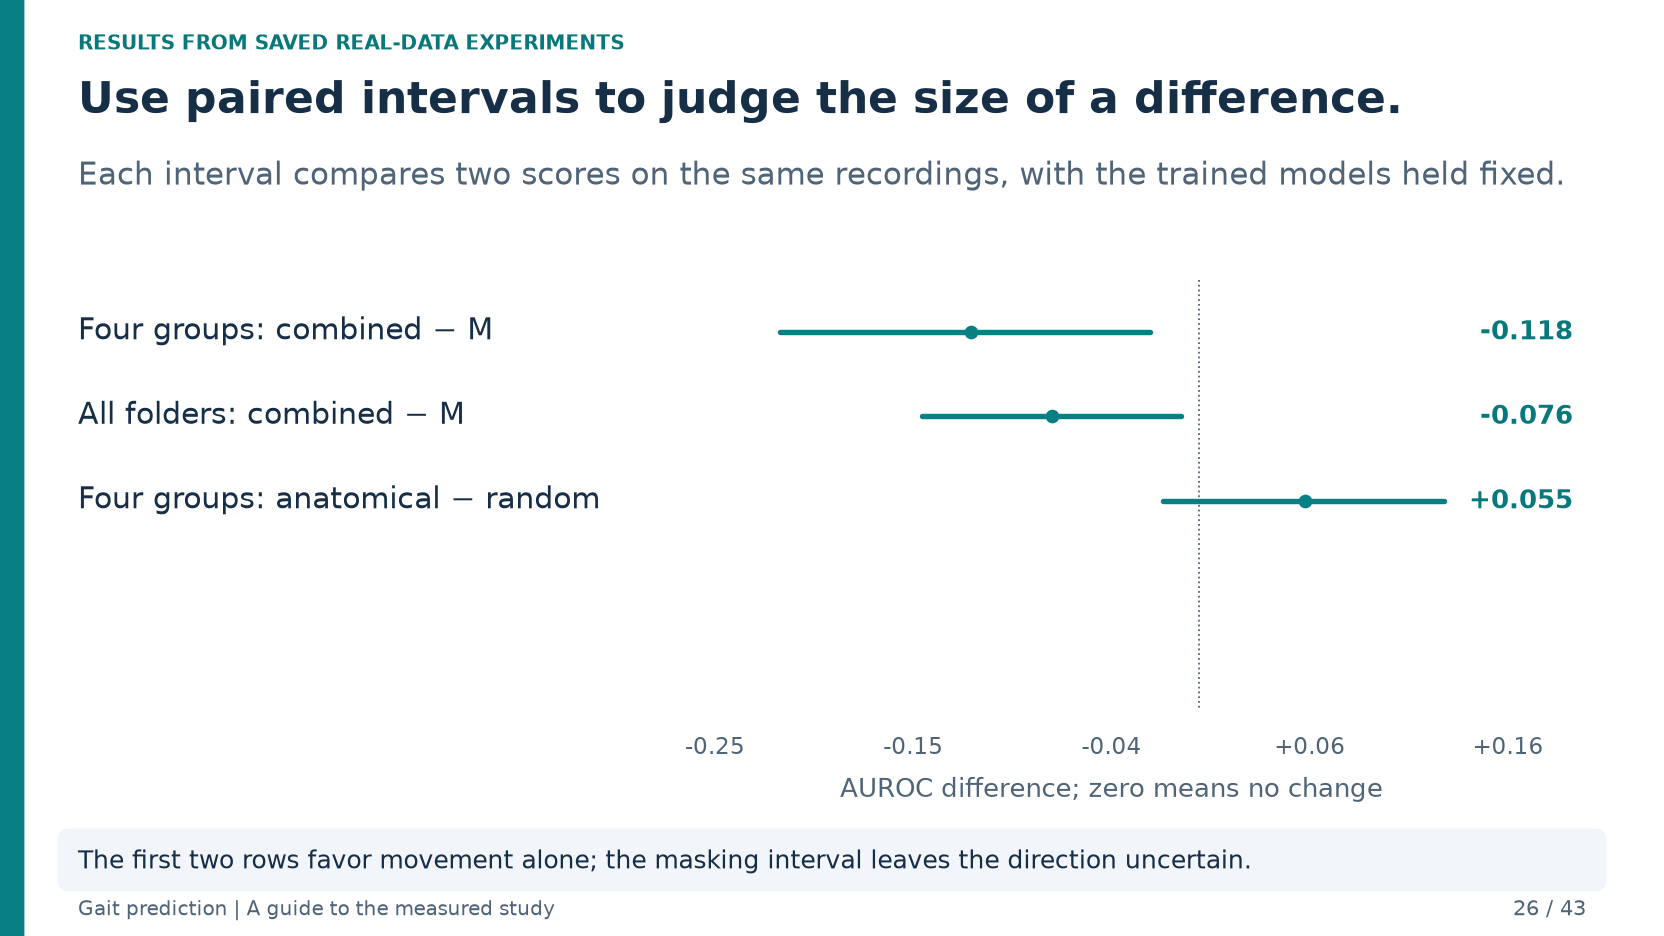 RESULTS FROM SAVED REAL-DATA EXPERIMENTS
Use paired intervals to judge the size of a difference.
Each interval compares two scores on the same recordings, with the trained models held fixed.
Four groups: combined − M
-0.118
All folders: combined − M
-0.076
Four groups: anatomical − random
+0.055
-0.25 -0.15 -0.04 +0.06 +0.16
AUROC difference; zero means no change
The first two rows favor movement alone; the masking interval leaves the direction uncertain.
Gait prediction | A guide to the measured study
26 / 43